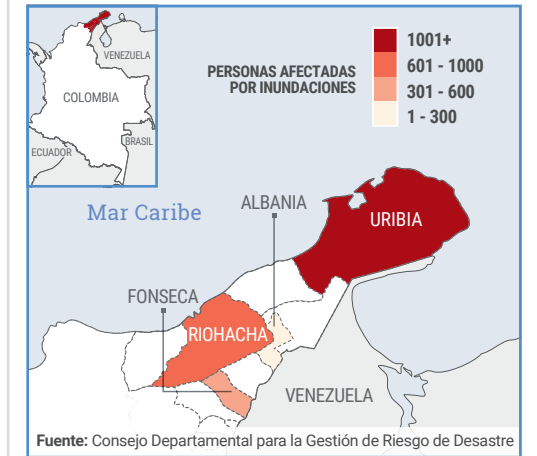 VENEZUELA
COLOMBIA
BRASIL
ECUADOR
PERSONAS AFECTADAS
POR INUNDACIONES
1001+
601 - 1000
301 - 600
1 - 300
Mar Caribe
ALBANIA
URIBIA
FONSECA
RIOHACHA
VENEZUELA
Fuente: Consejo Departamental para la Gestión de Riesgo de Desastre